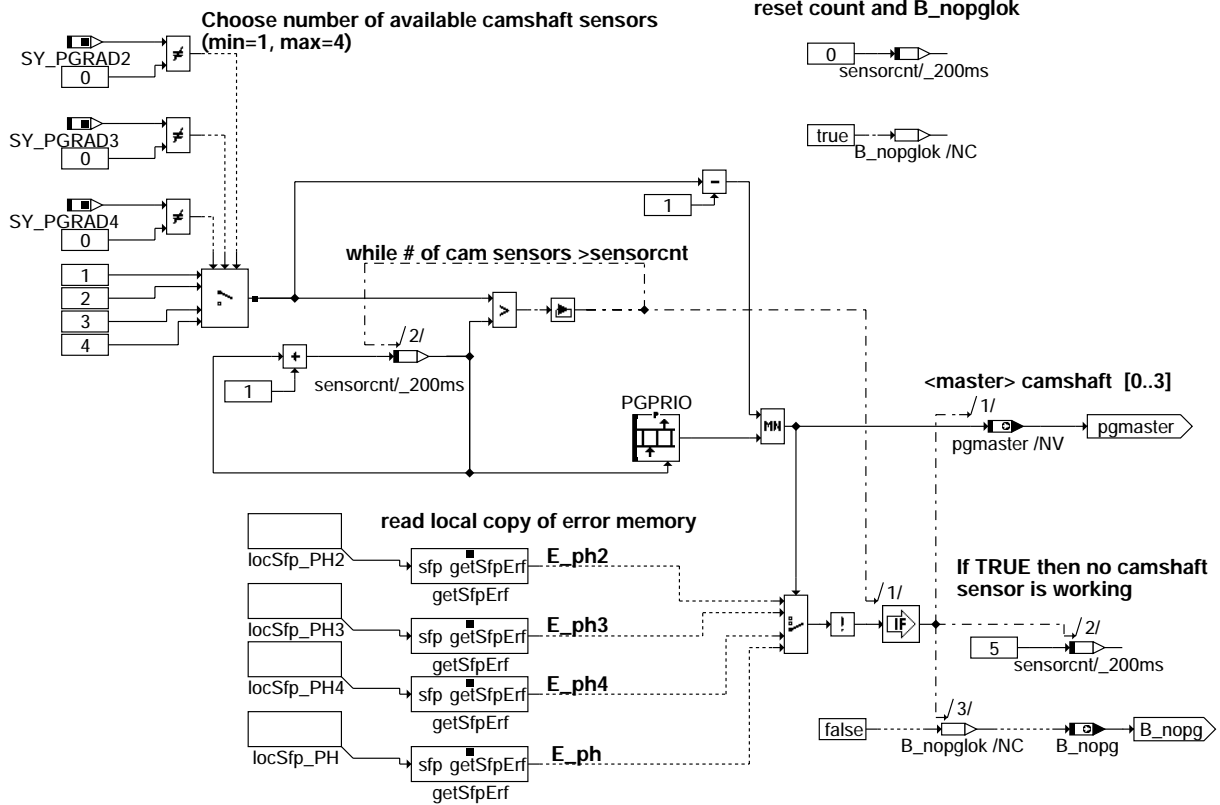 Choose number of available camshaft sensors
(min=1, max=4)
reset count and B_nopglok
SY_PGRAD2
0
≠
0
sensorcnt/_200ms
SY_PGRAD3
0
≠
true
B_nopglok /NC
SY_PGRAD4
0
≠
-
1
while # of cam sensors >sensorcnt
1
2
3
4
>
/2/
+
1
sensorcnt/_200ms
<master> camshaft [0..3]
/1/
PGPRIO
P
MN
pgmaster /NV
pgmaster
read local copy of error memory
locSfp_PH2
sfp getSfpErf
getSfpErf
E_ph2
locSfp_PH3
sfp getSfpErf
getSfpErf
E_ph3
locSfp_PH4
sfp getSfpErf
getSfpErf
E_ph4
locSfp_PH
sfp getSfpErf
getSfpErf
E_ph
!
/1/
IF
If TRUE then no camshaft
sensor is working
/2/
5
sensorcnt/_200ms
/3/
false
B_nopglok /NC
B_nopg
B_nopg